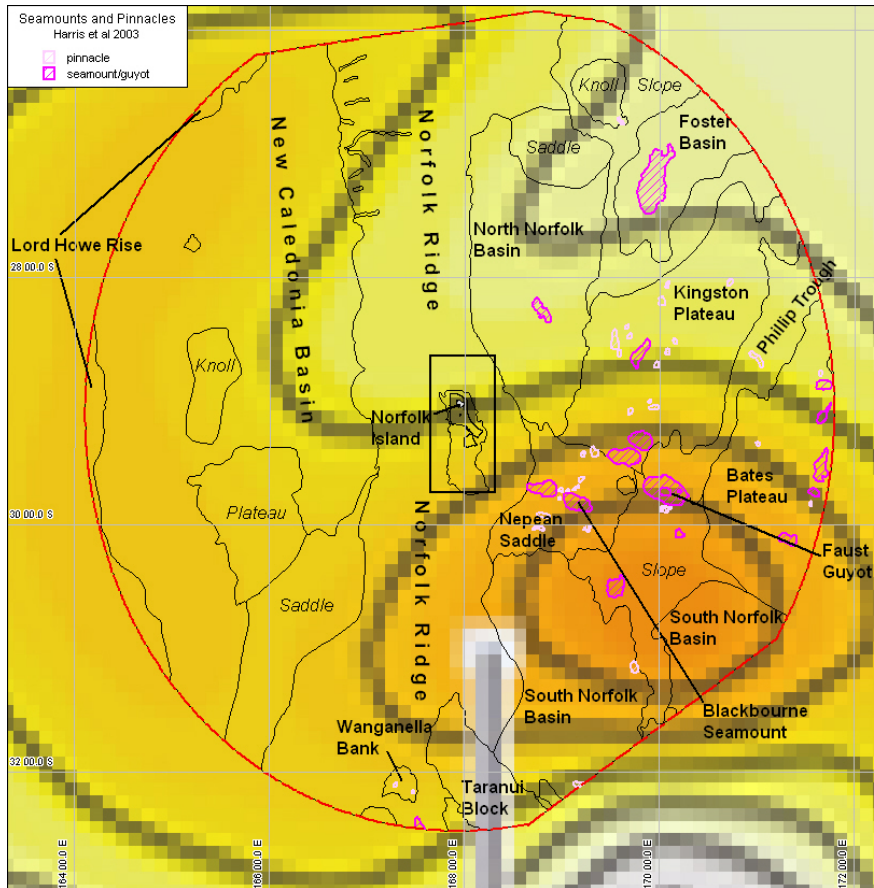 Seamounts and Pinnacles
Harris et al 2003
pinnacle
seamount/guyot
Knoll
Slope
Foster
Basin
Saddle
New Caledonia Basin
Norfolk Ridge
North Norfolk
Basin
Lord Howe Rise
28 00.0 S
Kingston
Plateau
Phillip Trough
Knoll
Norfolk
Island
Plateau
Bates
Plateau
30 00.0 S
Norfolk Ridge
Nepean
Saddle
Faust
Guyot
Slope
Saddle
South Norfolk
Basin
South Norfolk
Basin
Blackbourne
Seamount
Wanganella
Bank
32 00.0 S
Taranui
Block
164 00.0 E
166 00.0 E
168 00.0 E
170 00.0 E
172 00.0 E